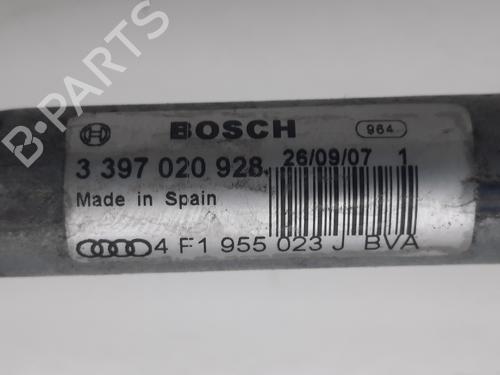 B-PARTS
BOSCH 964
3 397 020 928. 26/09/07 1
Made in Spain
4 F1 955 023 J BVA